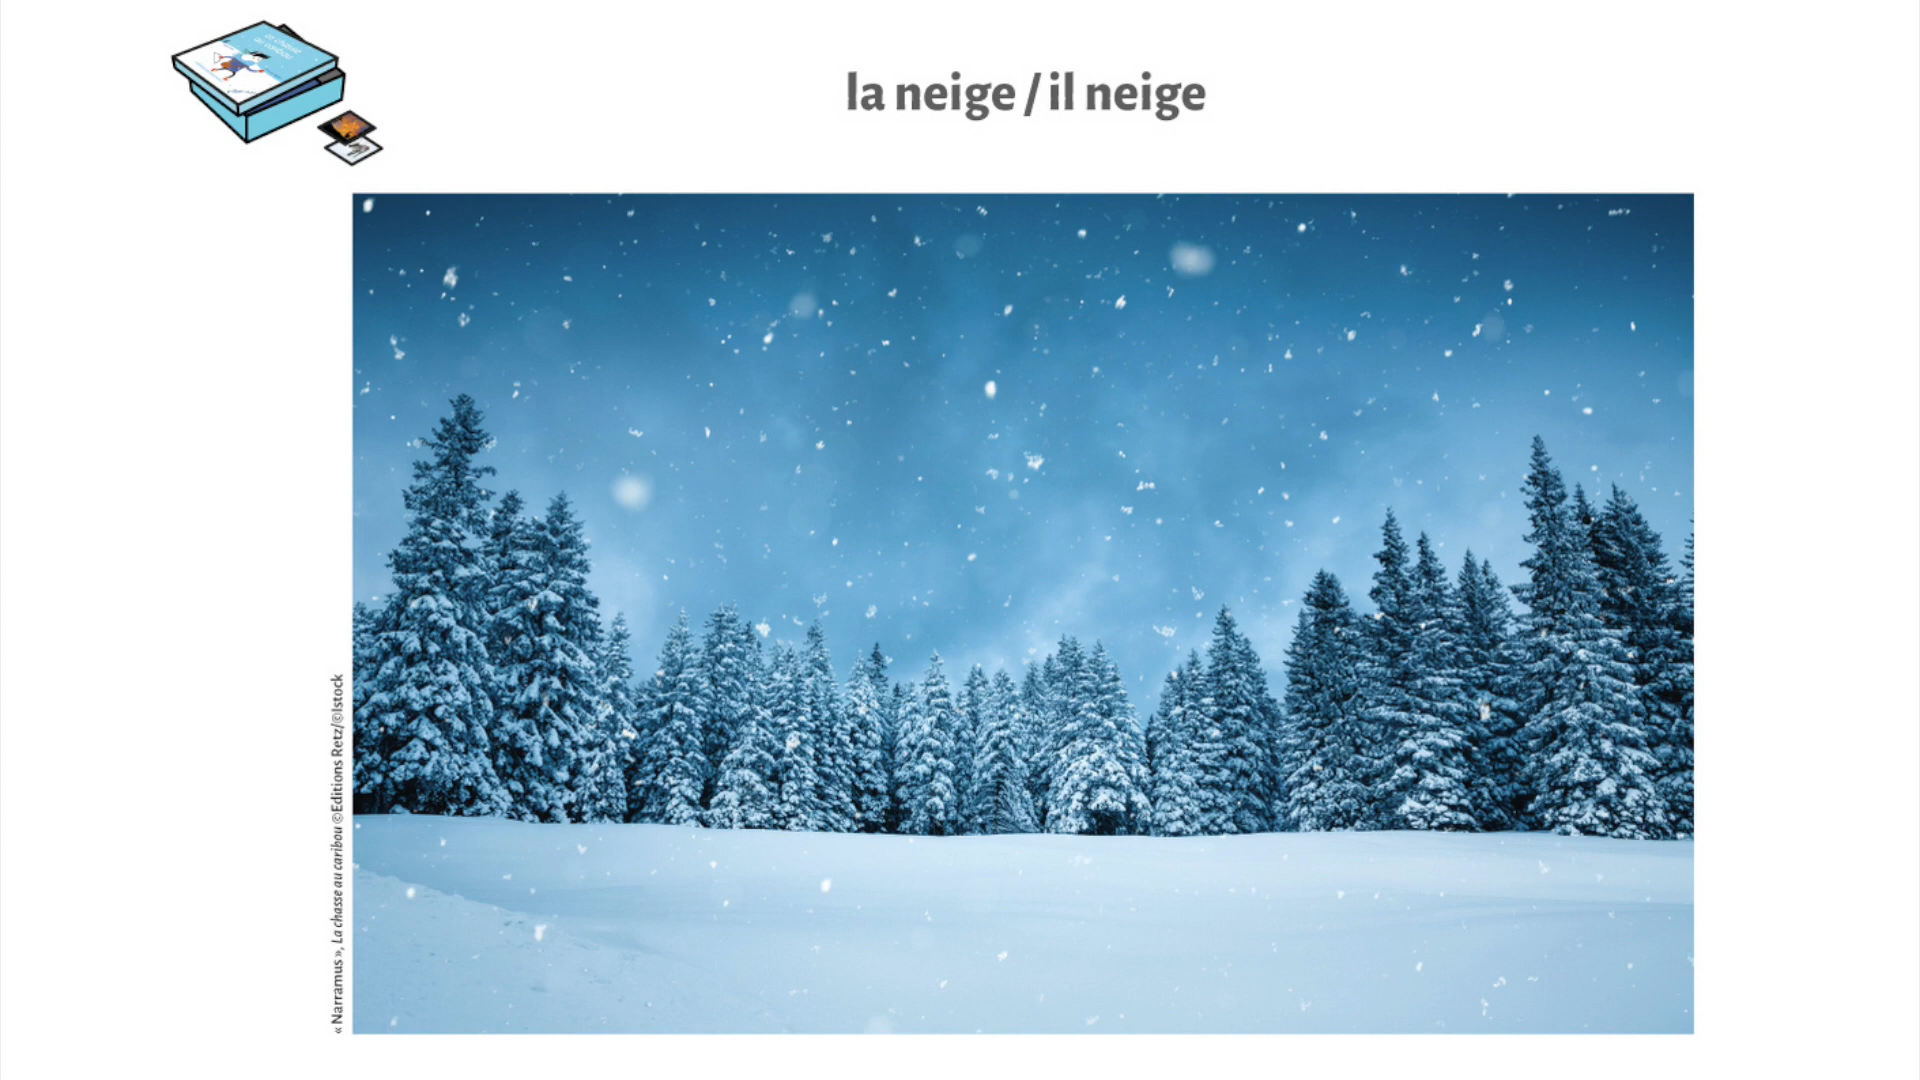 la neige / il neige
« Narramus », La chasse au caribou ©Editions Retz/©Istock